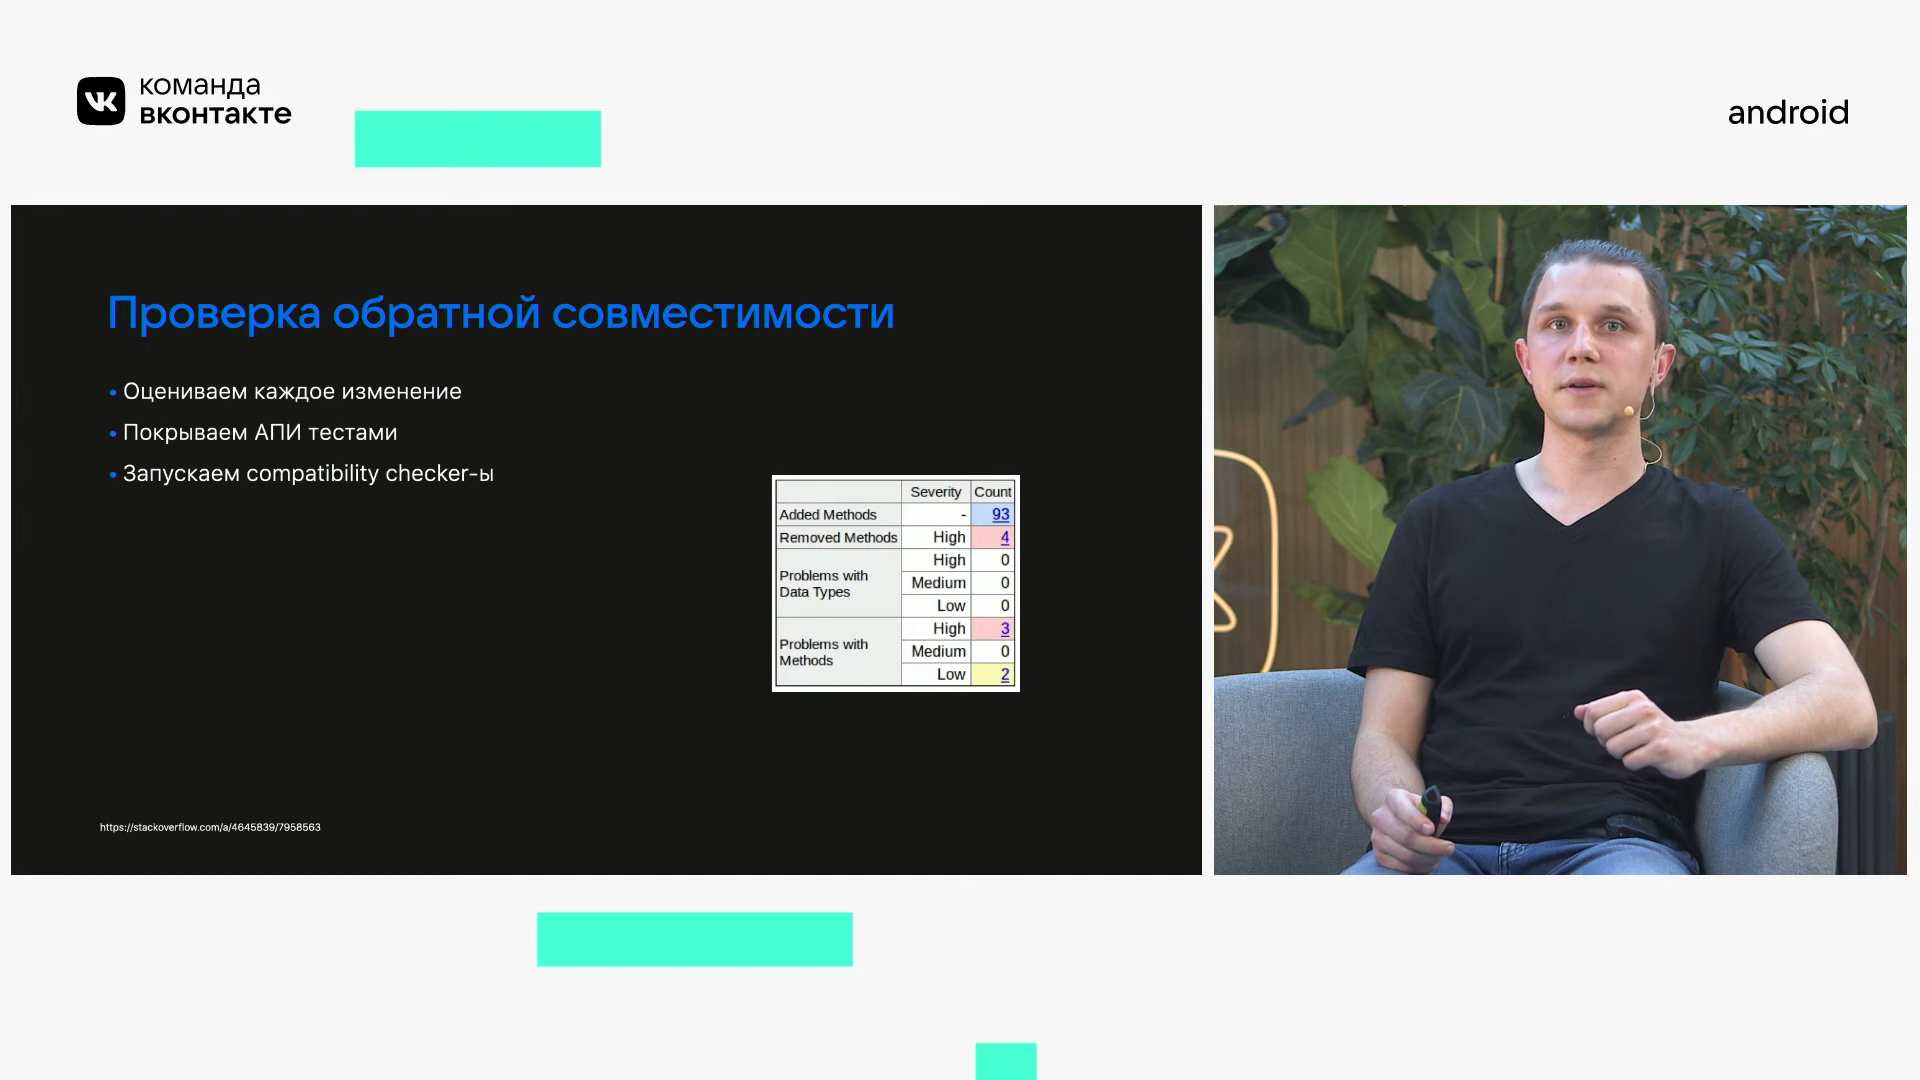 команда
вконтакте
android
Проверка обратной совместимости
• Оцениваем каждое изменение
• Покрываем АПИ тестами
• Запускаем compatibility checker-ы
Severity Count
Added Methods - 93
Removed Methods High 4
Problems with Data Types High 0
Medium 0
Low 0
Problems with Methods High 3
Medium 0
Low 2
https://stackoverflow.com/a/4645839/7958563